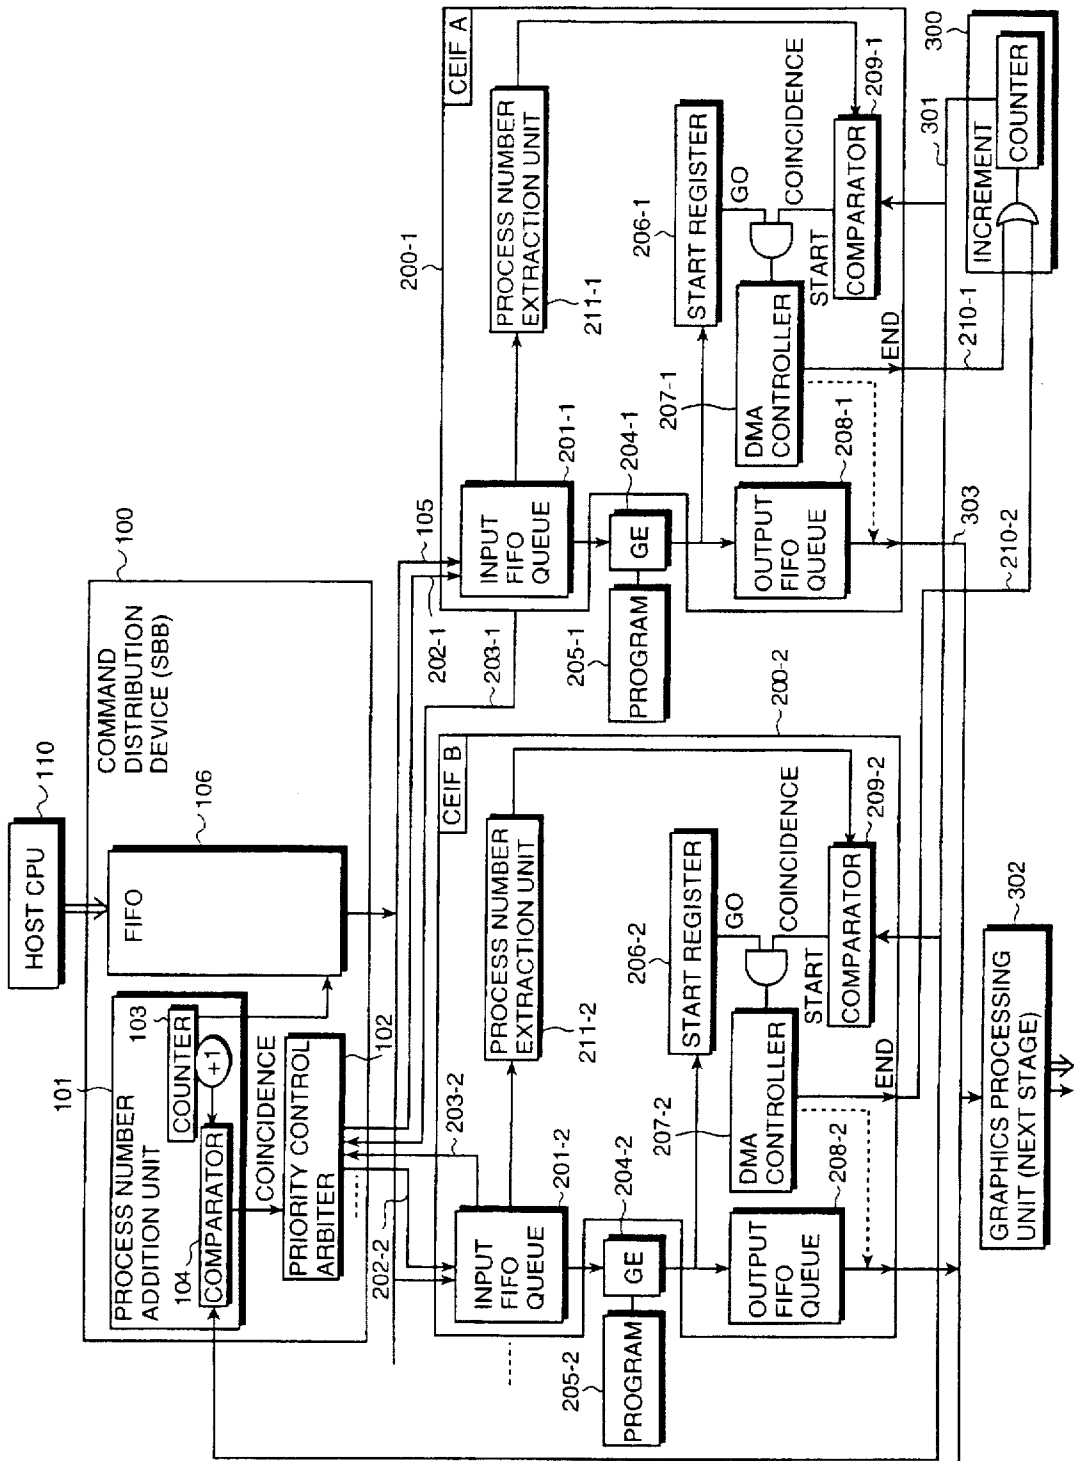 HOST CPU
110
COMMAND
DISTRIBUTION
DEVICE (SBB)
100
101
PROCESS NUMBER
ADDITION UNIT
103
COUNTER
+1
104
COMPARATOR
COINCIDENCE
PRIORITY CONTROL
ARBITER
102
FIFO
106
105
202-1
203-1
202-2
203-2
CEIF A
200-1
INPUT
FIFO
QUEUE
201-1
PROCESS NUMBER
EXTRACTION UNIT
211-1
GE
204-1
PROGRAM
205-1
START REGISTER
206-1
GO
COINCIDENCE
START
COMPARATOR
209-1
DMA
CONTROLLER
207-1
OUTPUT
FIFO
QUEUE
208-1
END
210-1
CEIF B
200-2
INPUT
FIFO
QUEUE
201-2
PROCESS NUMBER
EXTRACTION UNIT
211-2
GE
204-2
PROGRAM
205-2
START REGISTER
206-2
GO
COINCIDENCE
START
COMPARATOR
209-2
DMA
CONTROLLER
207-2
OUTPUT
FIFO
QUEUE
208-2
END
210-2
300
301
INCREMENT
COUNTER
303
302
GRAPHICS PROCESSING
UNIT (NEXT STAGE)